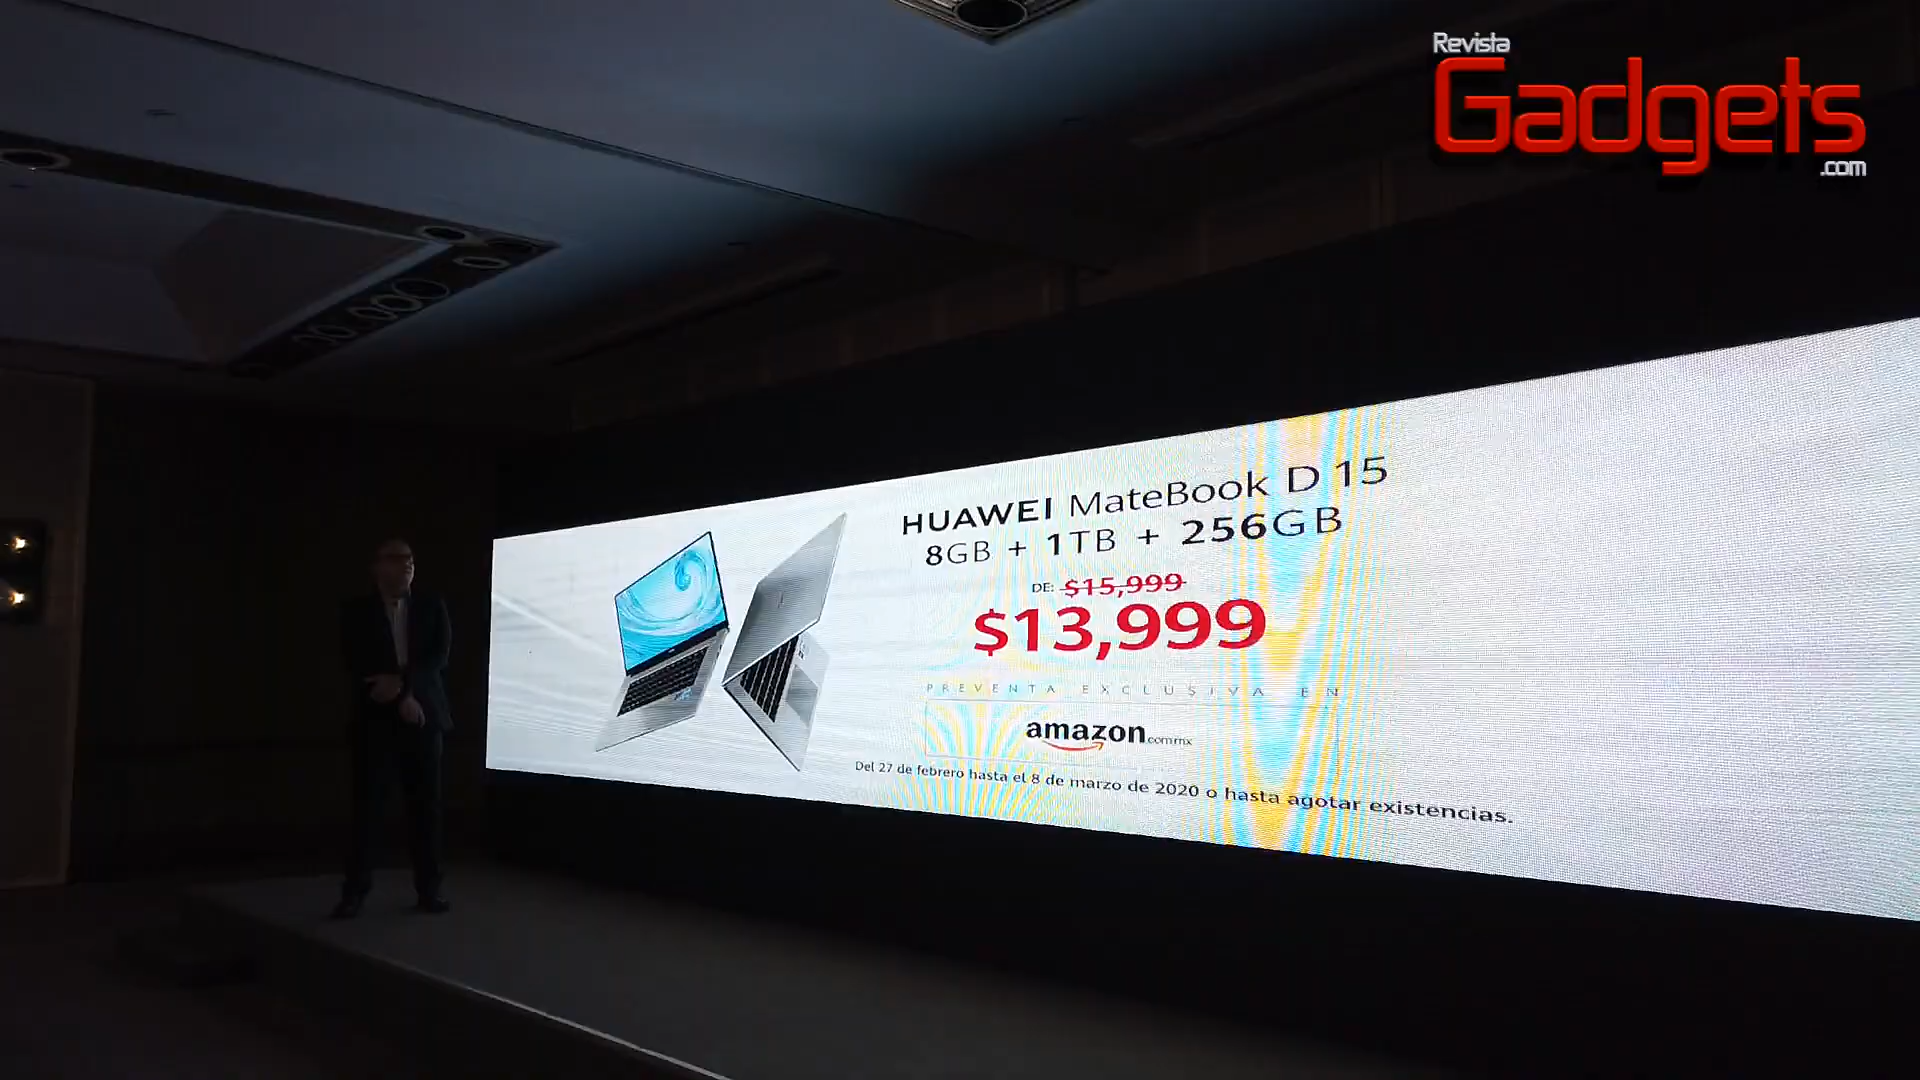 Revista
Gadgets
.com
HUAWEI MateBook D 15
8GB + 1TB + 256GB
DE: $15,999
$13,999
PREVENTA EXCLUSIVA EN
amazon.com.mx
Del 27 de febrero hasta el 8 de marzo de 2020 o hasta agotar existencias.